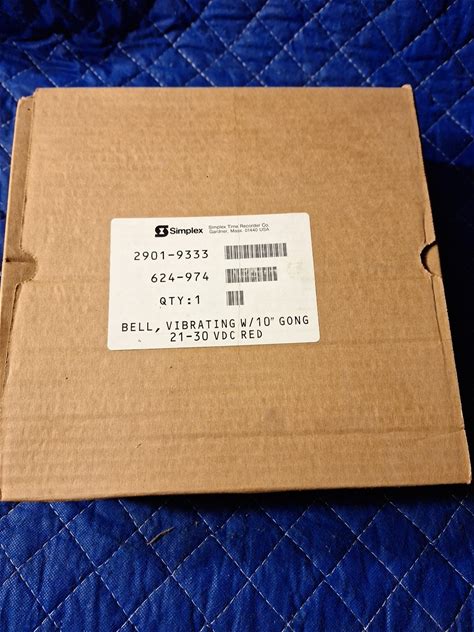 Simplex
Simplex Time Recorder Co.
Gardner, Mass. 01440 USA
2901-9333
624-974
QTY:1
BELL, VIBRATING W/10" GONG
21-30 VDC RED